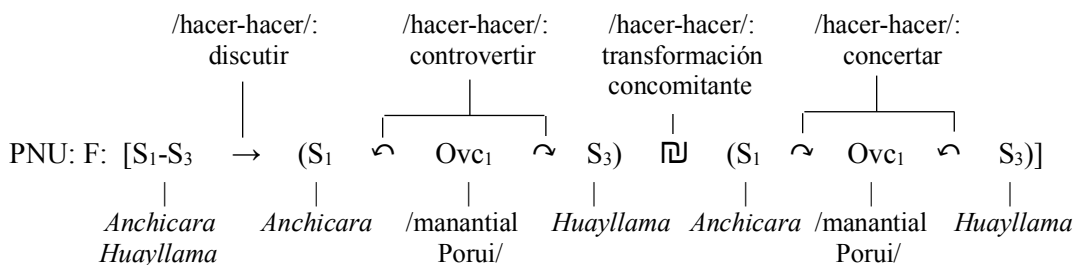 /hacer-hacer/: /hacer-hacer/: /hacer-hacer/: /hacer-hacer/:
discutir controvertir transformación concertar
concomitante
PNU: F: [S₁-S₃ → (S₁ ↶ Ovc₁ ↷ S₃) ₪ (S₁ ↷ Ovc₁ ↶ S₃)]
Anchicara Anchicara /manantial Huayllama Anchicara /manantial Huayllama
Huayllama Porui/ Porui/